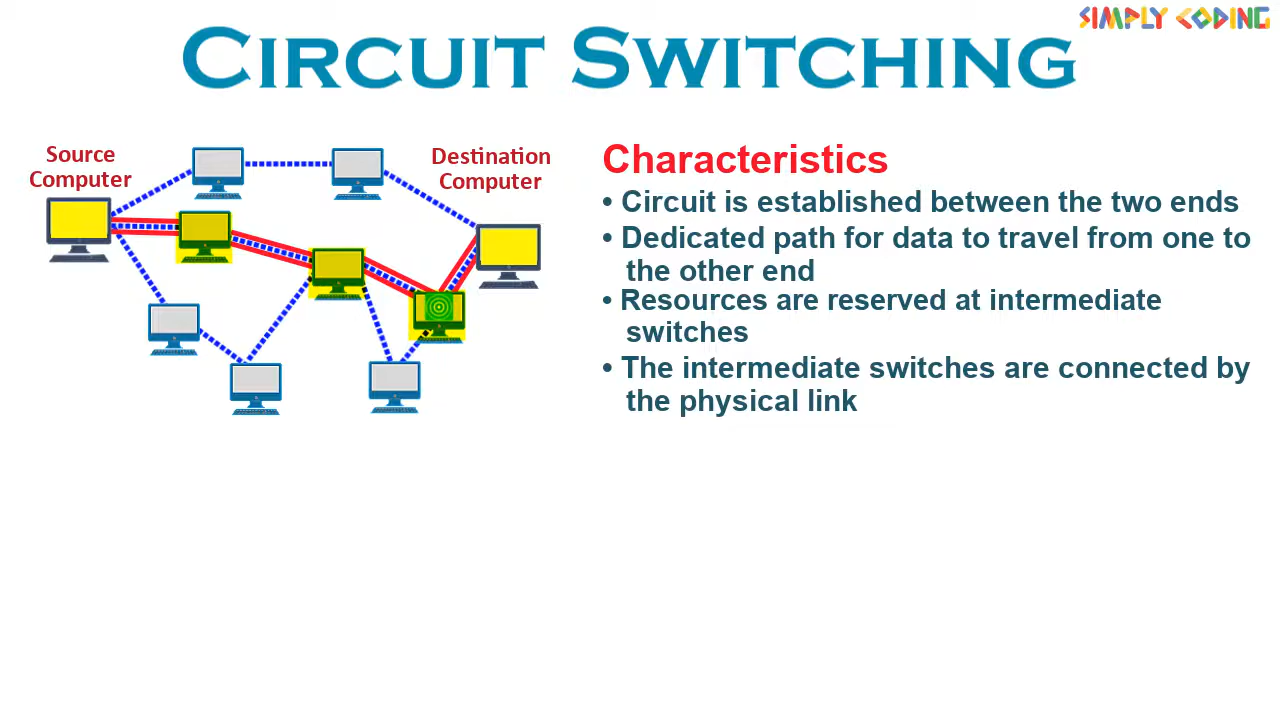 SIMPLY CODING
CIRCUIT SWITCHING
Source
Computer
Destination
Computer
Characteristics
• Circuit is established between the two ends
• Dedicated path for data to travel from one to
the other end
• Resources are reserved at intermediate
switches
• The intermediate switches are connected by
the physical link